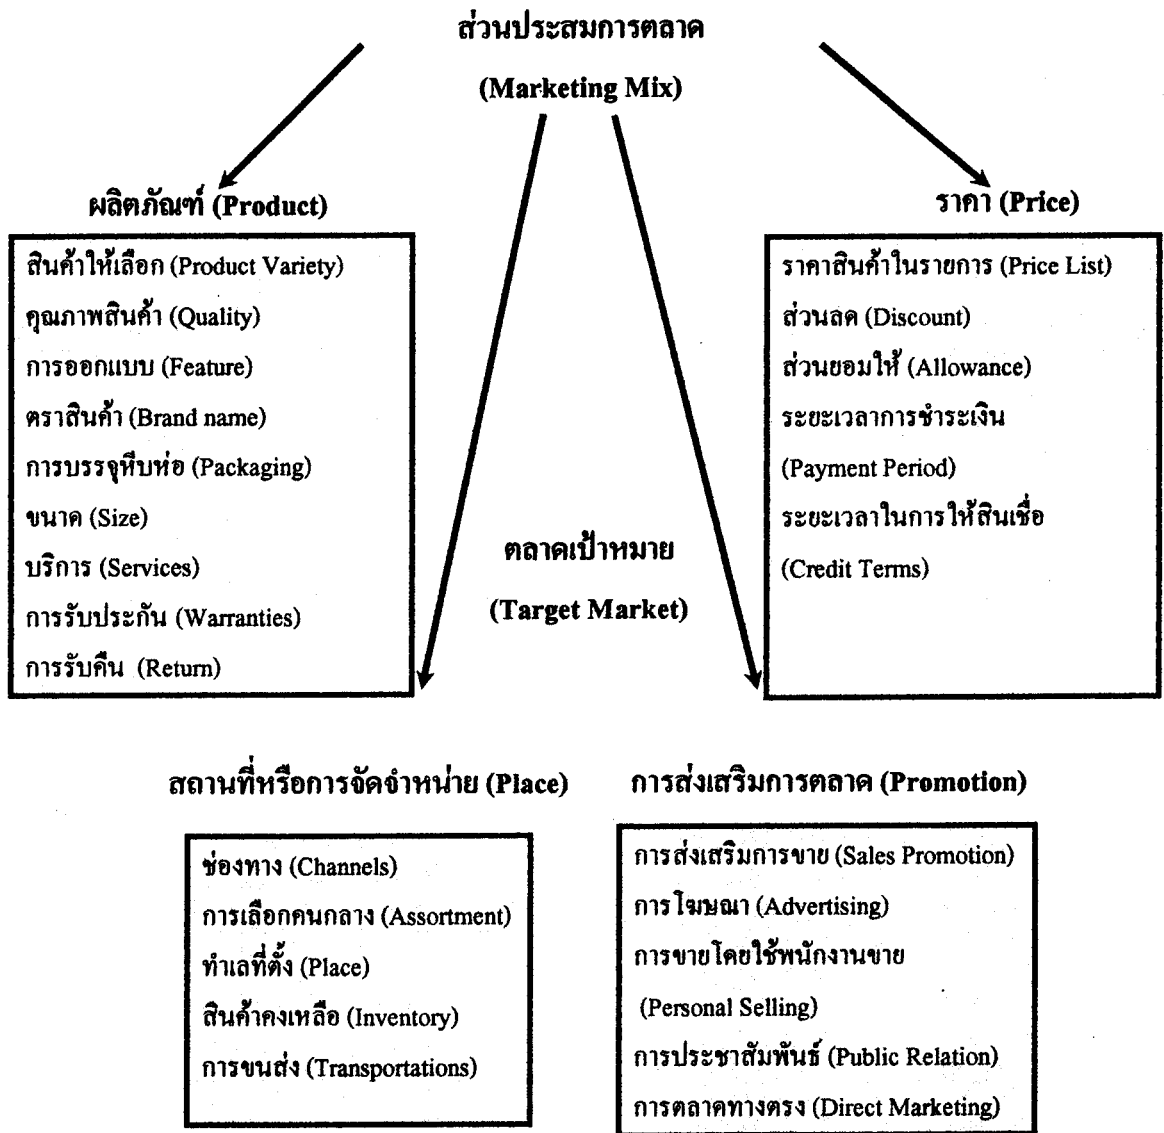 ส่วนประสมการตลาด
(Marketing Mix)
ผลิตภัณฑ์ (Product)
สินค้าให้เลือก (Product Variety)
คุณภาพสินค้า (Quality)
การออกแบบ (Feature)
ตราสินค้า (Brand name)
การบรรจุหีบห่อ (Packaging)
ขนาด (Size)
บริการ (Services)
การรับประกัน (Warranties)
การรับคืน (Return)
ราคา (Price)
ราคาสินค้าในรายการ (Price List)
ส่วนลด (Discount)
ส่วนยอมให้ (Allowance)
ระยะเวลาการชำระเงิน
(Payment Period)
ระยะเวลาในการให้สินเชื่อ
(Credit Terms)
ตลาดเป้าหมาย
(Target Market)
สถานที่หรือการจัดจำหน่าย (Place)
ช่องทาง (Channels)
การเลือกคนกลาง (Assortment)
ทำเลที่ตั้ง (Place)
สินค้าคงเหลือ (Inventory)
การขนส่ง (Transportations)
การส่งเสริมการตลาด (Promotion)
การส่งเสริมการขาย (Sales Promotion)
การโฆษณา (Advertising)
การขายโดยใช้พนักงานขาย
(Personal Selling)
การประชาสัมพันธ์ (Public Relation)
การตลาดทางตรง (Direct Marketing)